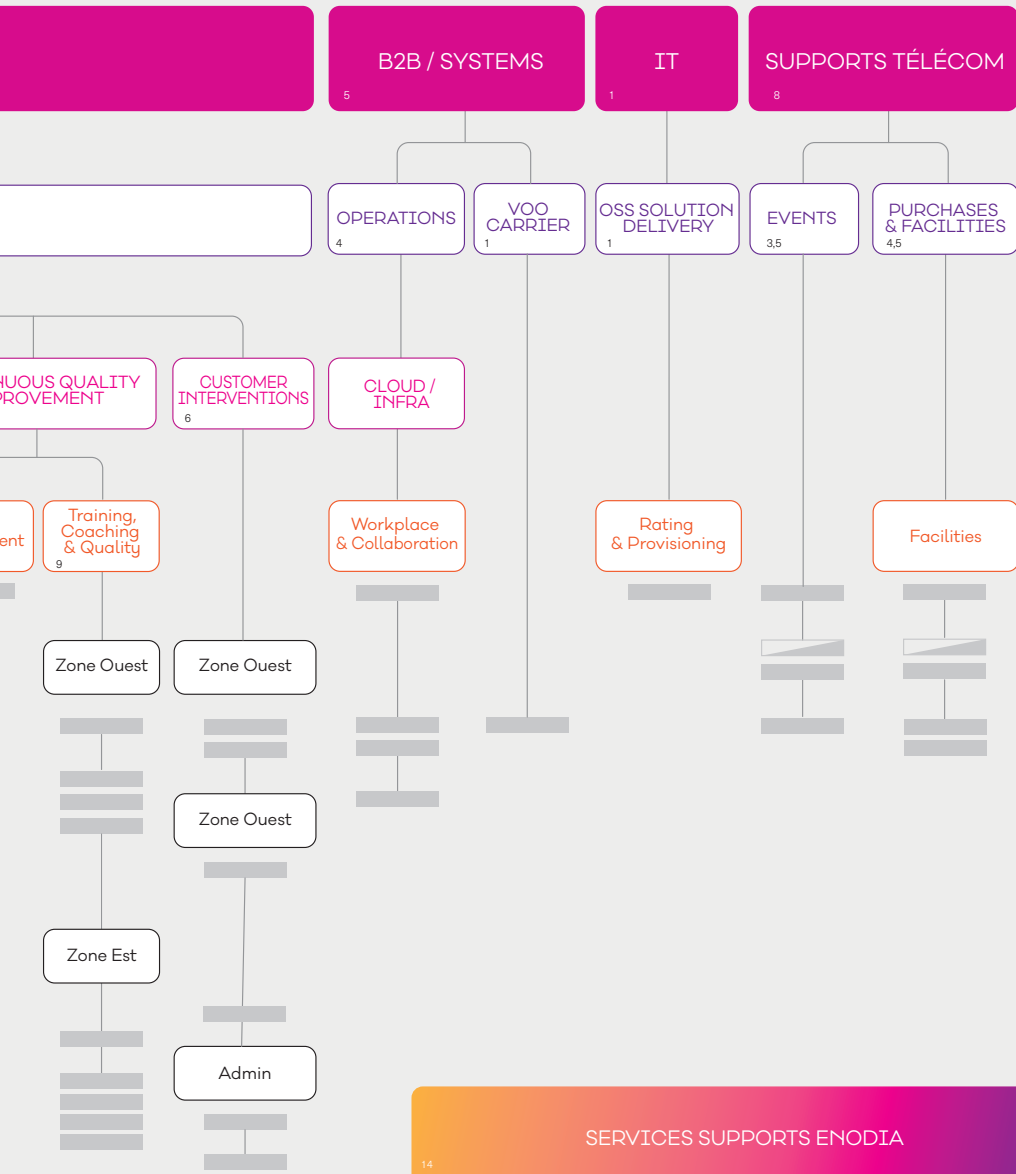 B2B / SYSTEMS
5
IT
1
SUPPORTS TÉLÉCOM
8
OPERATIONS
4
VOO
CARRIER
1
OSS SOLUTION
DELIVERY
1
EVENTS
3,5
PURCHASES
& FACILITIES
4,5
NUOUS QUALITY
PROVEMENT
CUSTOMER
INTERVENTIONS
6
CLOUD /
INFRA
ent
Training,
Coaching
& Quality
9
Workplace
& Collaboration
Rating
& Provisioning
Facilities
Zone Ouest
Zone Ouest
Zone Ouest
Zone Est
Admin
SERVICES SUPPORTS ENODIA
14